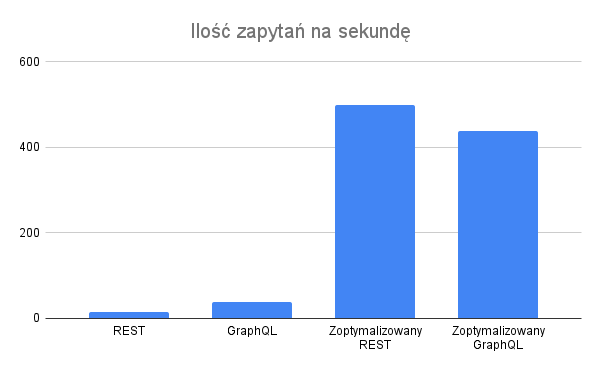 Ilość zapytań na sekundę
600
400
200
0
REST
GraphQL
Zoptymalizowany
REST
Zoptymalizowany
GraphQL